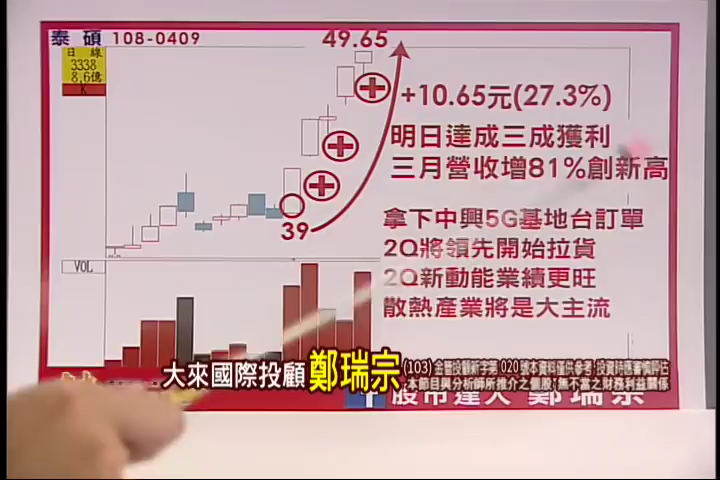 泰碩 108-0409
日線
3338
8.6億
K
49.65
+10.65元(27.3%)
明日達成三成獲利
三月營收增81%創新高
39
拿下中興5G基地台訂單
2Q將領先開始拉貨
2Q新動能業績更旺
散熱產業將是大主流
VOL
大來國際投顧 鄭瑞宗
(103)金管投顧新字第020號本資料僅供參考,投資時應審慎評估
本節目與分析師所推介之個股,無不當之財務利益關係
股市達人 鄭瑞宗